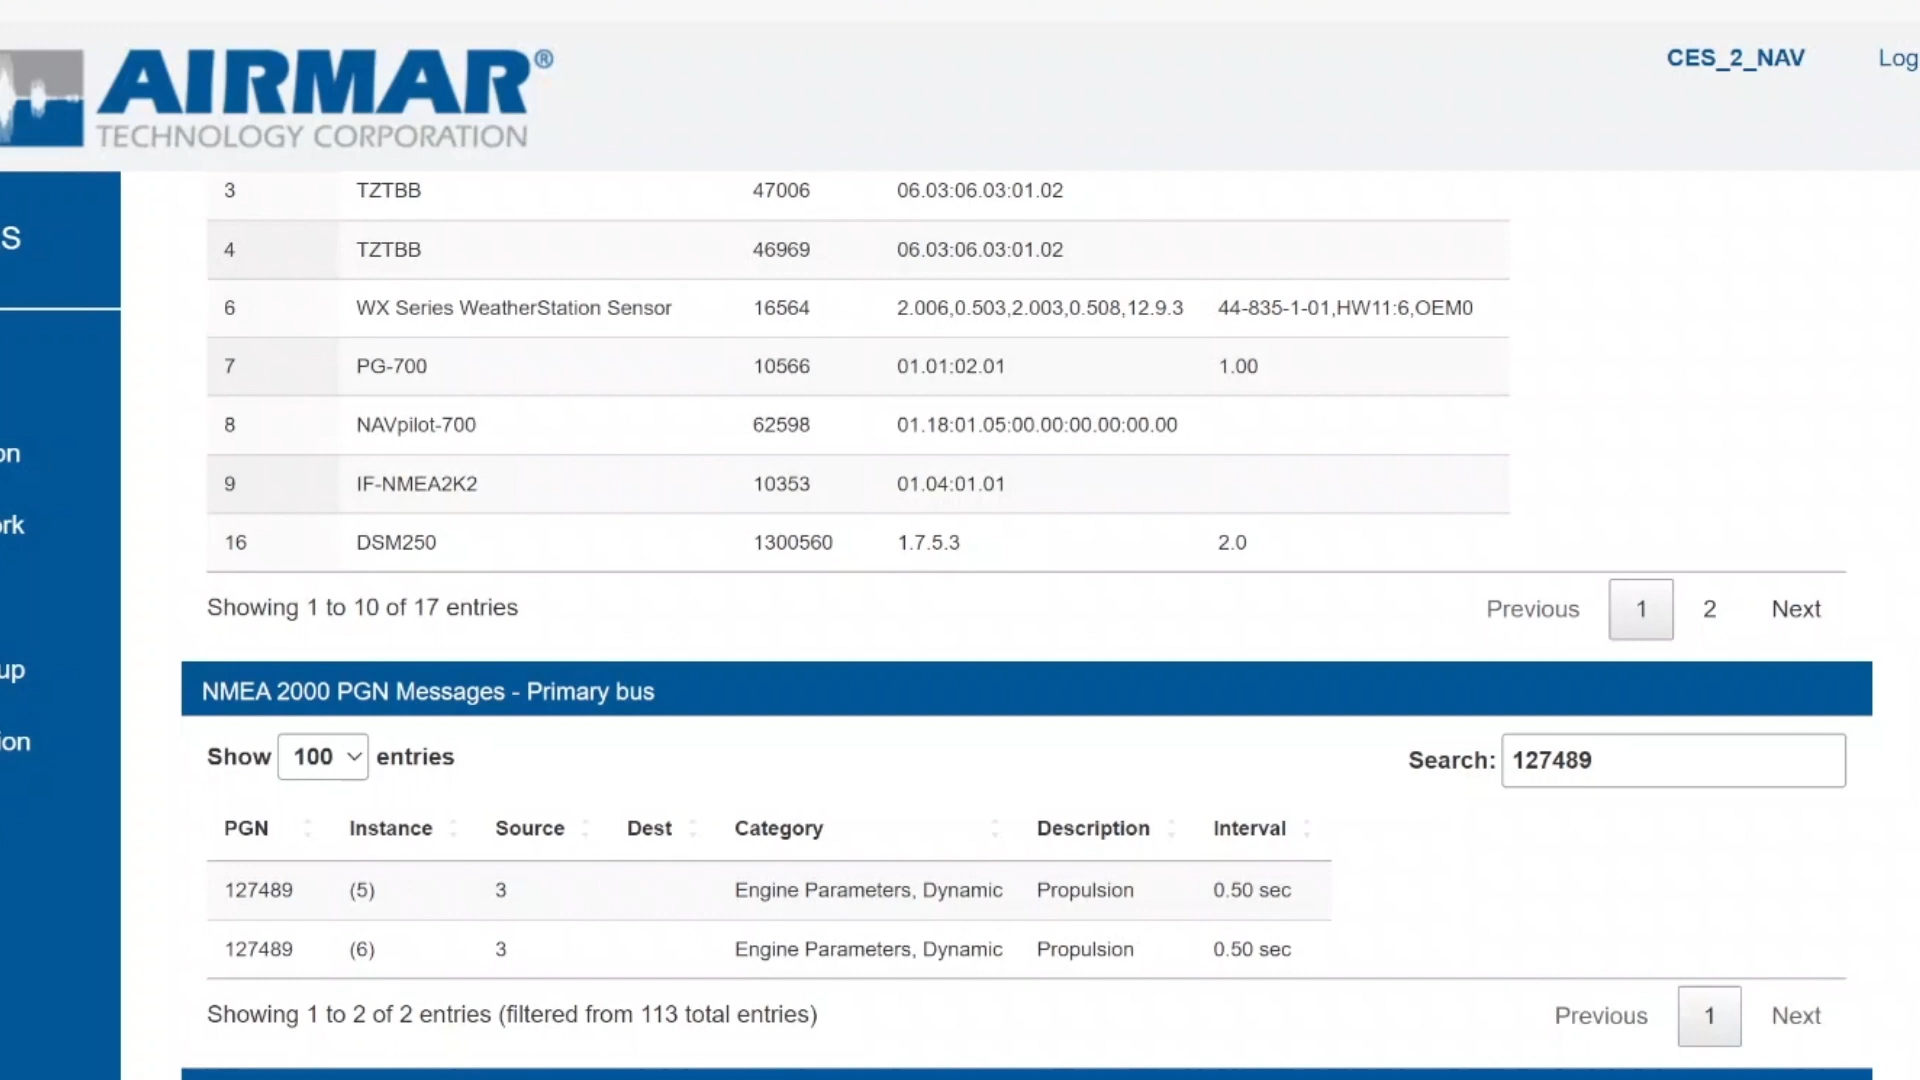 AIRMAR®
TECHNOLOGY CORPORATION
CES_2_NAV Log
S
on
ork
up
ion
3 TZTBB 47006 06.03:06.03:01.02
4 TZTBB 46969 06.03:06.03:01.02
6 WX Series WeatherStation Sensor 16564 2.006,0.503,2.003,0.508,12.9.3 44-835-1-01,HW11:6,OEM0
7 PG-700 10566 01.01:02.01 1.00
8 NAVpilot-700 62598 01.18:01.05:00.00:00.00:00.00
9 IF-NMEA2K2 10353 01.04:01.01
16 DSM250 1300560 1.7.5.3 2.0
Showing 1 to 10 of 17 entries Previous 1 2 Next
NMEA 2000 PGN Messages - Primary bus
Show 100 entries Search: 127489
PGN Instance Source Dest Category Description Interval
127489 (5) 3 Engine Parameters, Dynamic Propulsion 0.50 sec
127489 (6) 3 Engine Parameters, Dynamic Propulsion 0.50 sec
Showing 1 to 2 of 2 entries (filtered from 113 total entries) Previous 1 Next